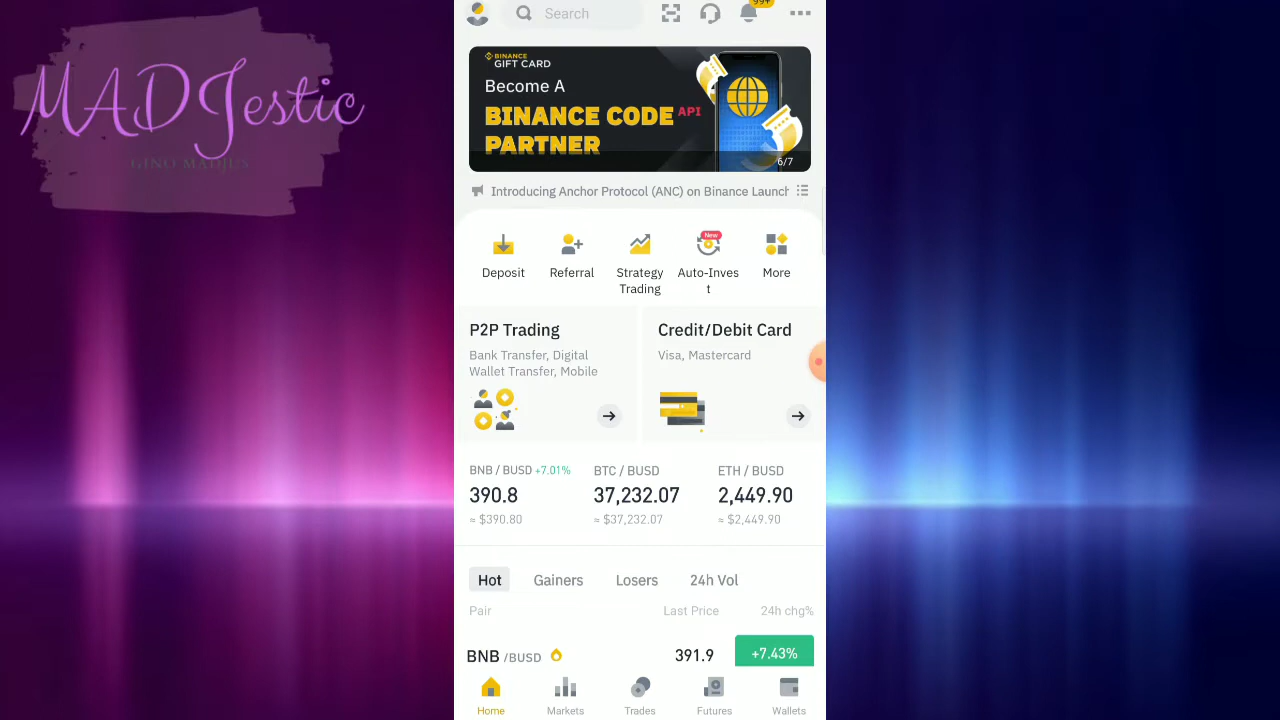 MADJestic
GINO MADJL'S
Search
99+
BINANCE
GIFT CARD
Become A
BINANCE CODE API
PARTNER
6/7
Introducing Anchor Protocol (ANC) on Binance Launch
Deposit
Referral
Strategy
Trading
New
Auto-Inves
t
More
P2P Trading
Bank Transfer, Digital
Wallet Transfer, Mobile
Credit/Debit Card
Visa, Mastercard
BNB / BUSD +7.01%
390.8
≈ $390.80
BTC / BUSD
37,232.07
≈ $37,232.07
ETH / BUSD
2,449.90
≈ $2,449.90
Hot Gainers Losers 24h Vol
Pair Last Price 24h chg%
BNB /BUSD 391.9 +7.43%
Home Markets Trades Futures Wallets